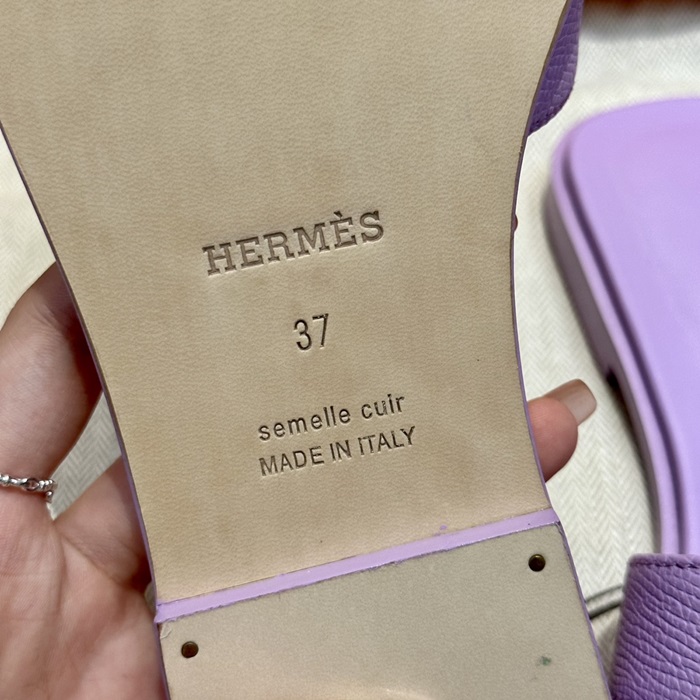 HERMÈS
37
semelle cuir
MADE IN ITALY